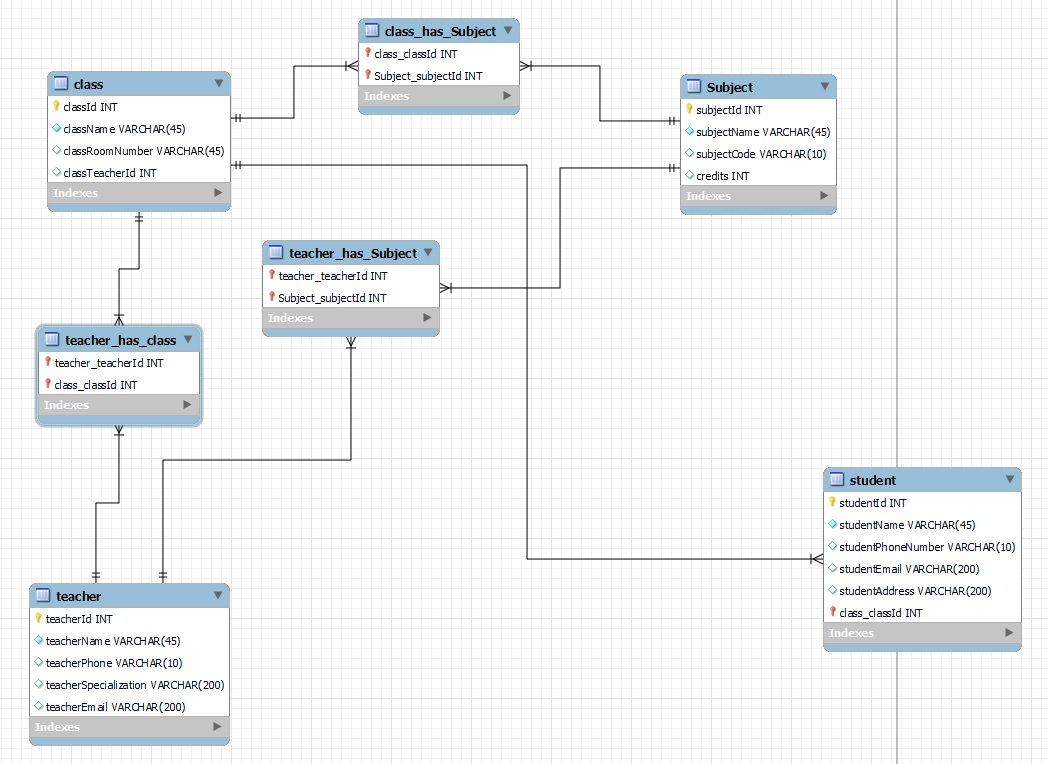 class_has_Subject
class_classId INT
Subject_subjectId INT
Indexes
class
classId INT
className VARCHAR(45)
classRoomNumber VARCHAR(45)
classTeacherId INT
Indexes
Subject
subjectId INT
subjectName VARCHAR(45)
subjectCode VARCHAR(10)
credits INT
Indexes
teacher_has_Subject
teacher_teacherId INT
Subject_subjectId INT
Indexes
teacher_has_class
teacher_teacherId INT
class_classId INT
Indexes
student
studentId INT
studentName VARCHAR(45)
studentPhoneNumber VARCHAR(10)
studentEmail VARCHAR(200)
studentAddress VARCHAR(200)
class_classId INT
Indexes
teacher
teacherId INT
teacherName VARCHAR(45)
teacherPhone VARCHAR(10)
teacherSpecialization VARCHAR(200)
teacherEmail VARCHAR(200)
Indexes